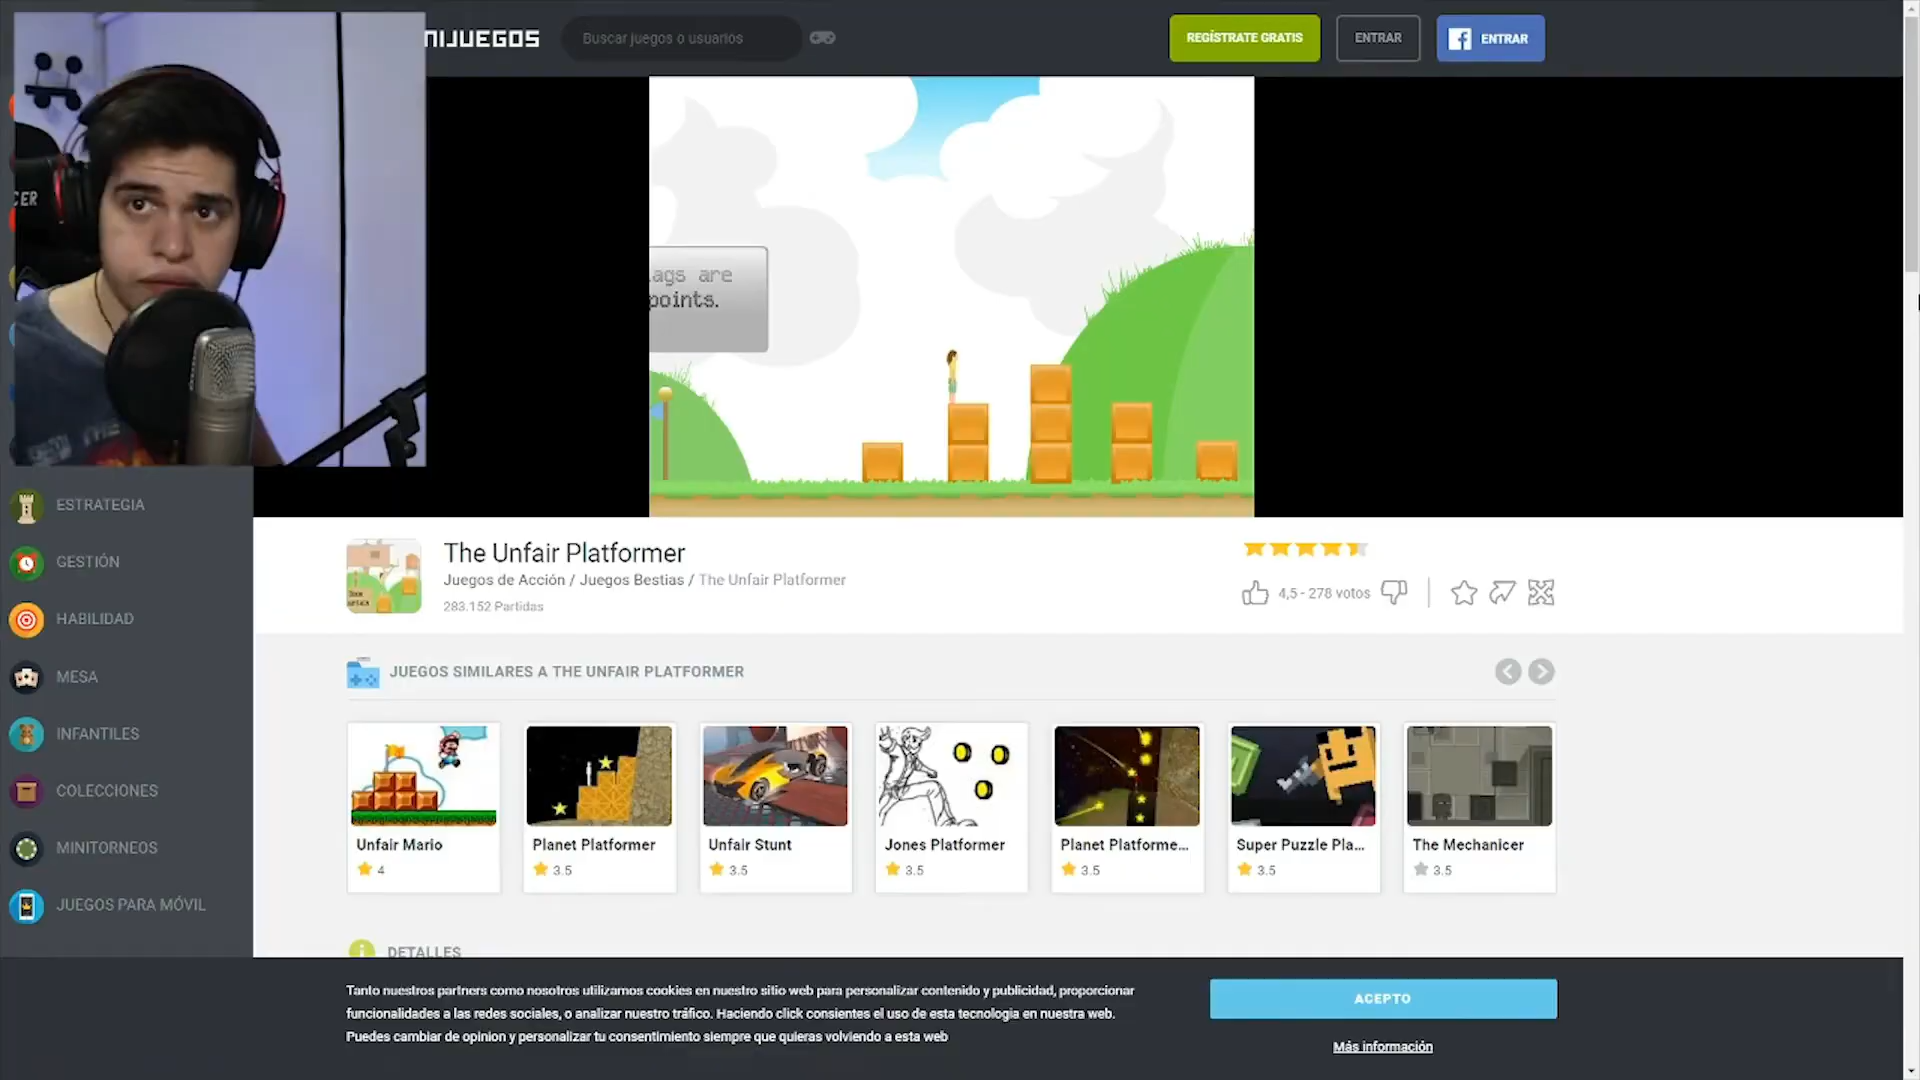 NIJUEGOS
Buscar juegos o usuarios
REGÍSTRATE GRATIS
ENTRAR
ENTRAR
CER
ags are
points.
ESTRATEGIA
GESTIÓN
HABILIDAD
MESA
INFANTILES
COLECCIONES
MINITORNEOS
JUEGOS PARA MÓVIL
The Unfair Platformer
Juegos de Acción / Juegos Bestias / The Unfair Platformer
283.152 Partidas
4,5 - 278 votos
JUEGOS SIMILARES A THE UNFAIR PLATFORMER
Unfair Mario
4
Planet Platformer
3.5
Unfair Stunt
3.5
Jones Platformer
3.5
Planet Platforme...
3.5
Super Puzzle Pla...
3.5
The Mechanicer
3.5
DETALLES
Tanto nuestros partners como nosotros utilizamos cookies en nuestro sitio web para personalizar contenido y publicidad, proporcionar
funcionalidades a las redes sociales, o analizar nuestro tráfico. Haciendo click consientes el uso de esta tecnologia en nuestra web.
Puedes cambiar de opinion y personalizar tu consentimiento siempre que quieras volviendo a esta web
ACEPTO
Más información